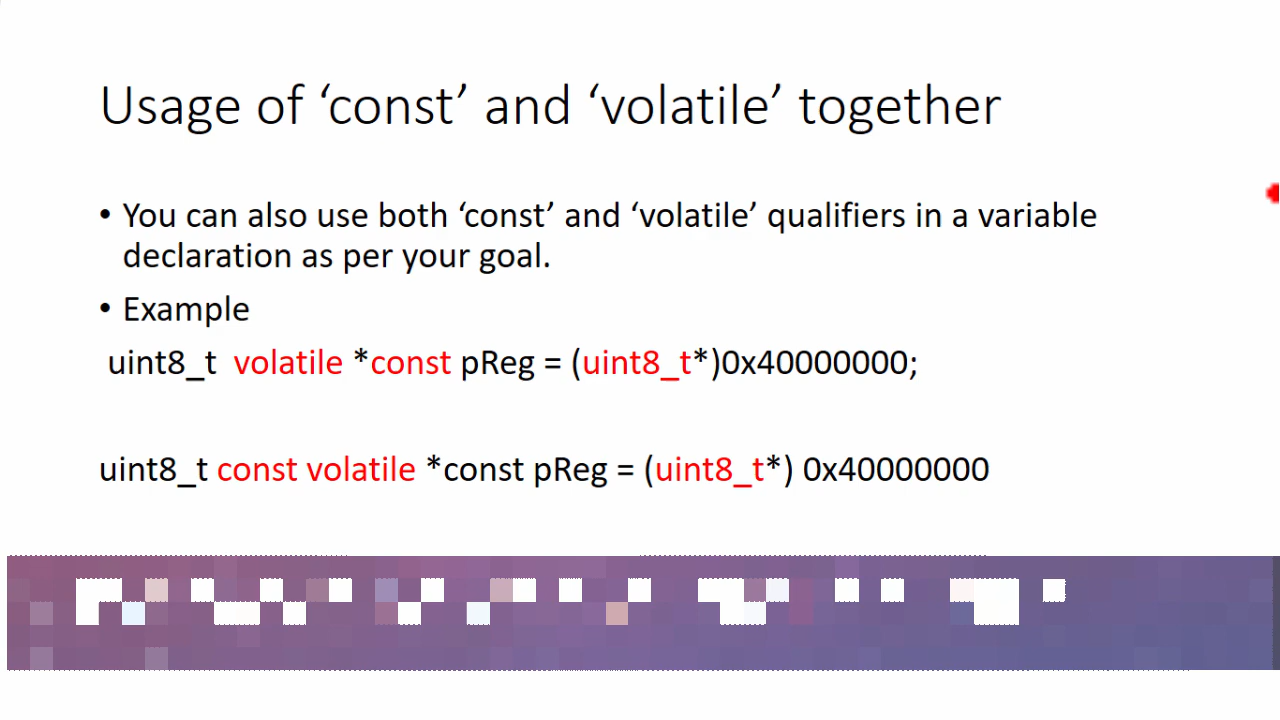 Usage of ‘const’ and ‘volatile’ together
• You can also use both ‘const’ and ‘volatile’ qualifiers in a variable
declaration as per your goal.
• Example
uint8_t volatile *const pReg = (uint8_t*)0x40000000;
uint8_t const volatile *const pReg = (uint8_t*) 0x40000000